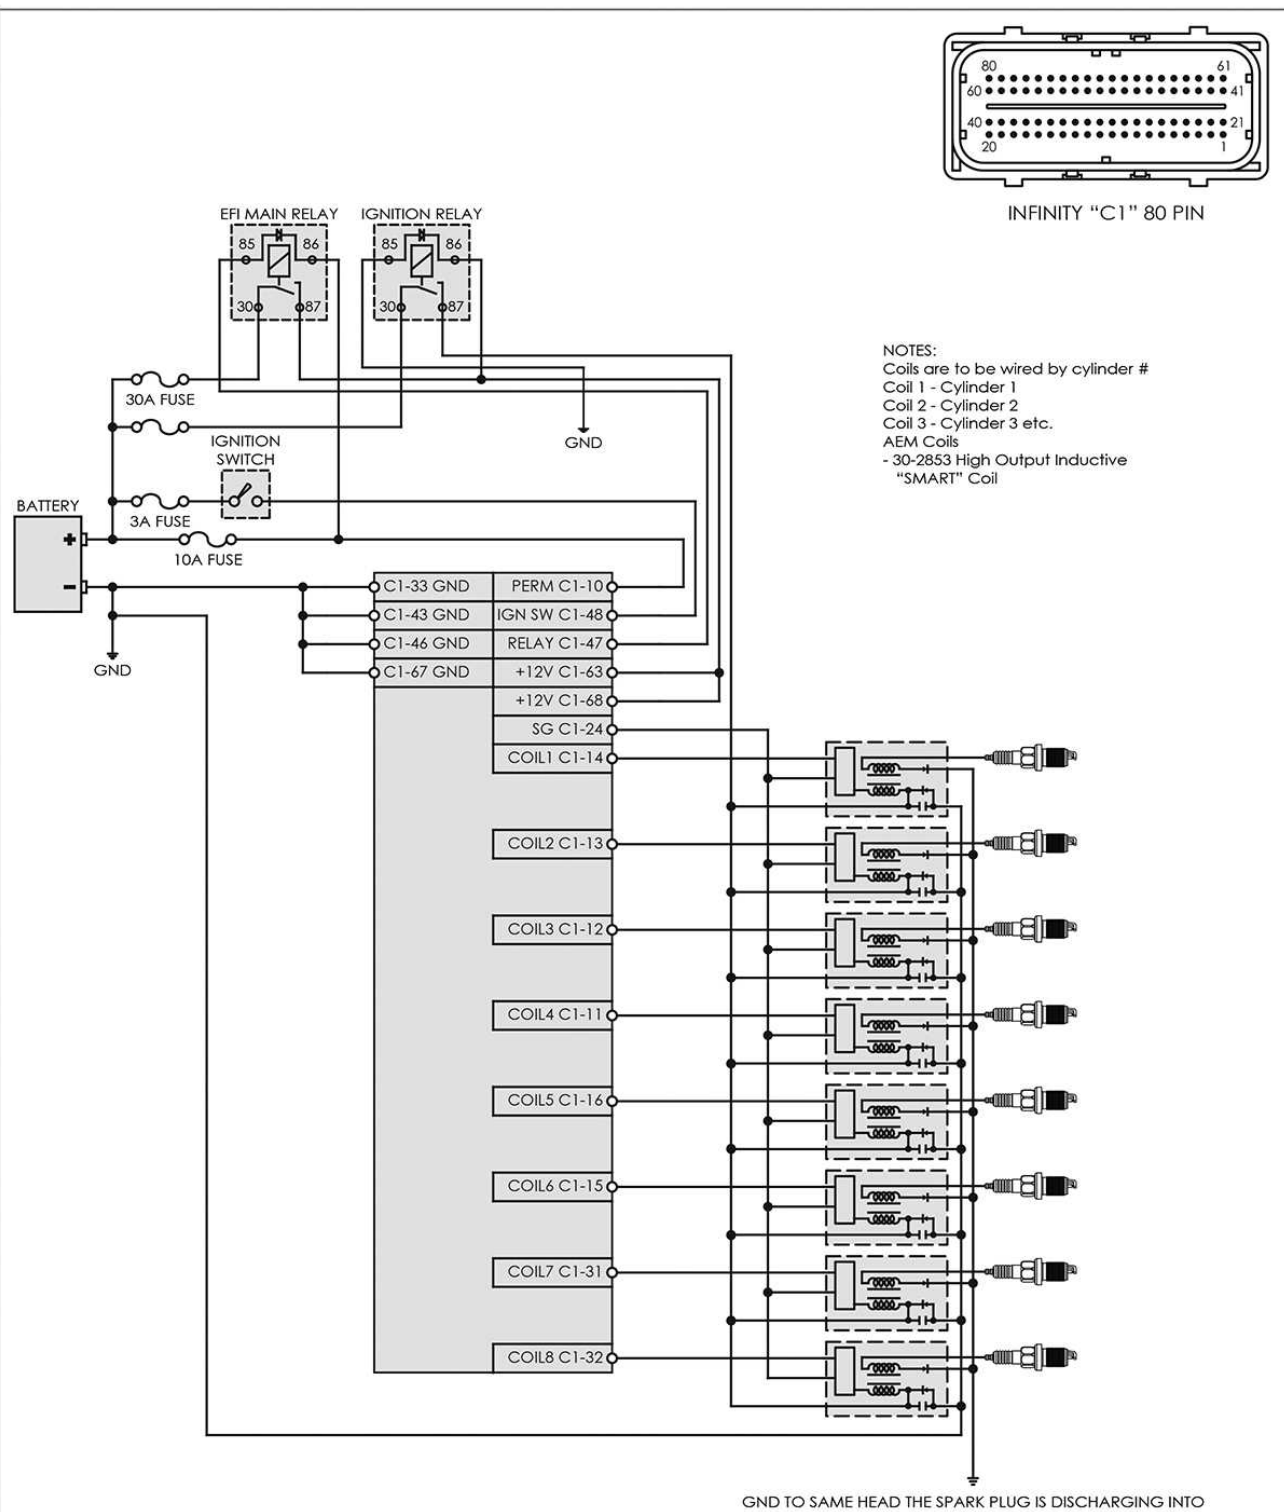 80 61
60 41
40 21
20 1
INFINITY “C1” 80 PIN
EFI MAIN RELAY
IGNITION RELAY
85 86
85 86
30 87
30 87
NOTES:
Coils are to be wired by cylinder #
Coil 1 - Cylinder 1
Coil 2 - Cylinder 2
Coil 3 - Cylinder 3 etc.
AEM Coils
- 30-2853 High Output Inductive
“SMART” Coil
30A FUSE
IGNITION
SWITCH
GND
BATTERY
+
-
3A FUSE
10A FUSE
GND
C1-33 GND
C1-43 GND
C1-46 GND
C1-67 GND
PERM C1-10
IGN SW C1-48
RELAY C1-47
+12V C1-63
+12V C1-68
SG C1-24
COIL1 C1-14
COIL2 C1-13
COIL3 C1-12
COIL4 C1-11
COIL5 C1-16
COIL6 C1-15
COIL7 C1-31
COIL8 C1-32
GND TO SAME HEAD THE SPARK PLUG IS DISCHARGING INTO